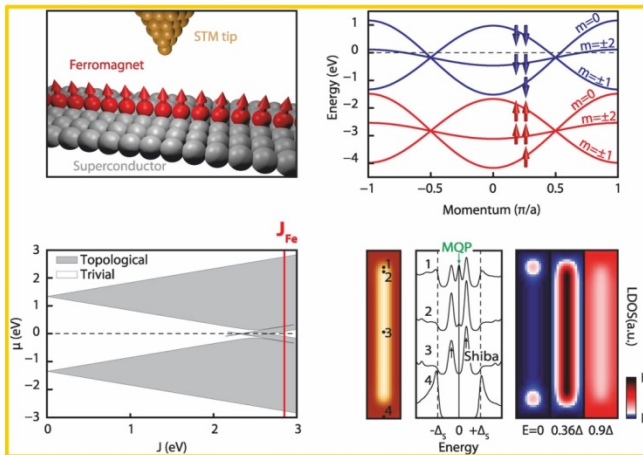 STM tip
Ferromagnet
Superconductor
Energy (eV)
1
0
−1
−2
−3
−4
m=0
m=±2
m=±1
m=0
m=±2
m=±1
−1
−0.5
0
0.5
1
Momentum (π/a)
J_Fe
μ (eV)
3
2
1
0
−1
−2
−3
Topological
Trivial
0
1
2
3
J (eV)
1
2
3
4
MQP
1
2
3
4
Shiba
-Δ_s
0
+Δ_s
Energy
E=0
0.36Δ
0.9Δ
LDOS(a.u.)